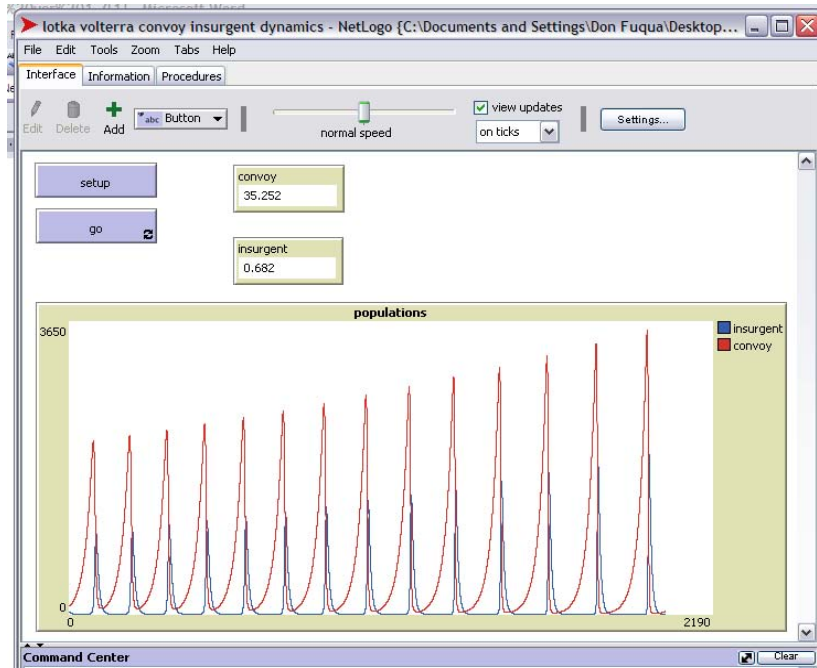 lotka volterra convoy insurgent dynamics - NetLogo {C:\Documents and Settings\Don Fuqua\Desktop...
File Edit Tools Zoom Tabs Help
Interface Information Procedures
Edit Delete Add abc Button normal speed view updates on ticks Settings...
setup
go
convoy
35.252
insurgent
0.682
populations
3650
0
0
2190
insurgent
convoy
Command Center Clear